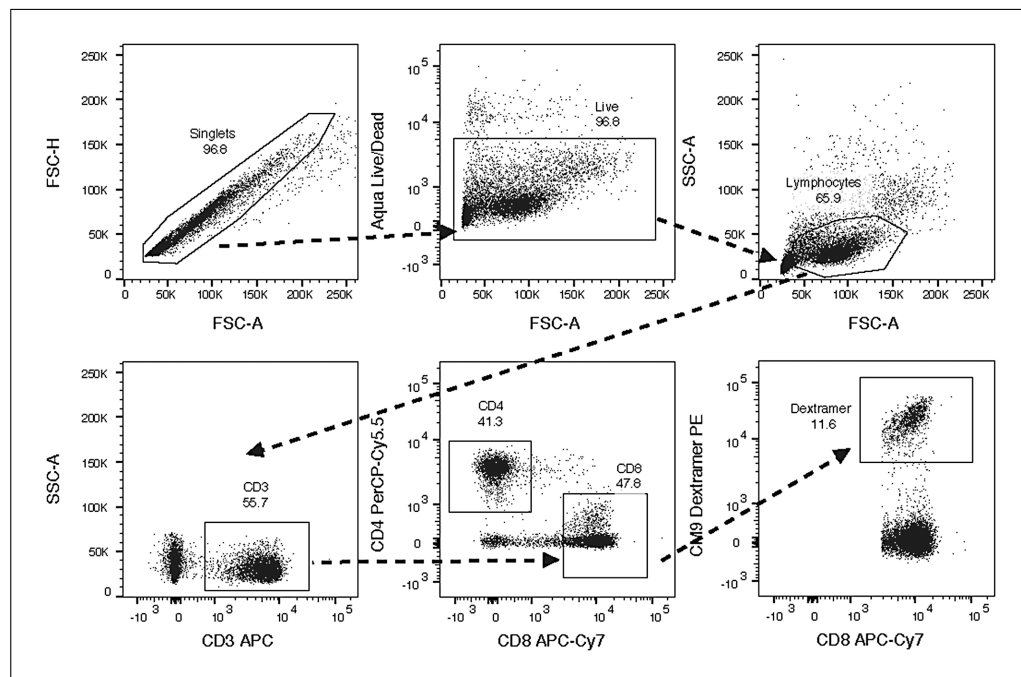 250K
200K
150K
100K
50K
0
FSC-H
Singlets
96.8
0 50K 100K 150K 200K 250K
FSC-A
10 5
10 4
10 3
0
-10 3
Aqua Live/Dead
Live
96.8
0 50K 100K 150K 200K 250K
FSC-A
250K
200K
150K
100K
50K
0
SSC-A
Lymphocytes
65.9
0 50K 100K 150K 200K 250K
FSC-A
250K
200K
150K
100K
50K
0
SSC-A
CD3
55.7
-10 3 0 10 3 10 4 10 5
CD3 APC
10 5
10 4
10 3
0
-10 3
CD4 PerCP-Cy5.5
CD4
41.3
CD8
47.8
-10 3 0 10 3 10 4 10 5
CD8 APC-Cy7
10 5
10 4
10 3
0
-10 3
CM9 Dextramer PE
Dextramer
11.6
-10 3 0 10 3 10 4 10 5
CD8 APC-Cy7